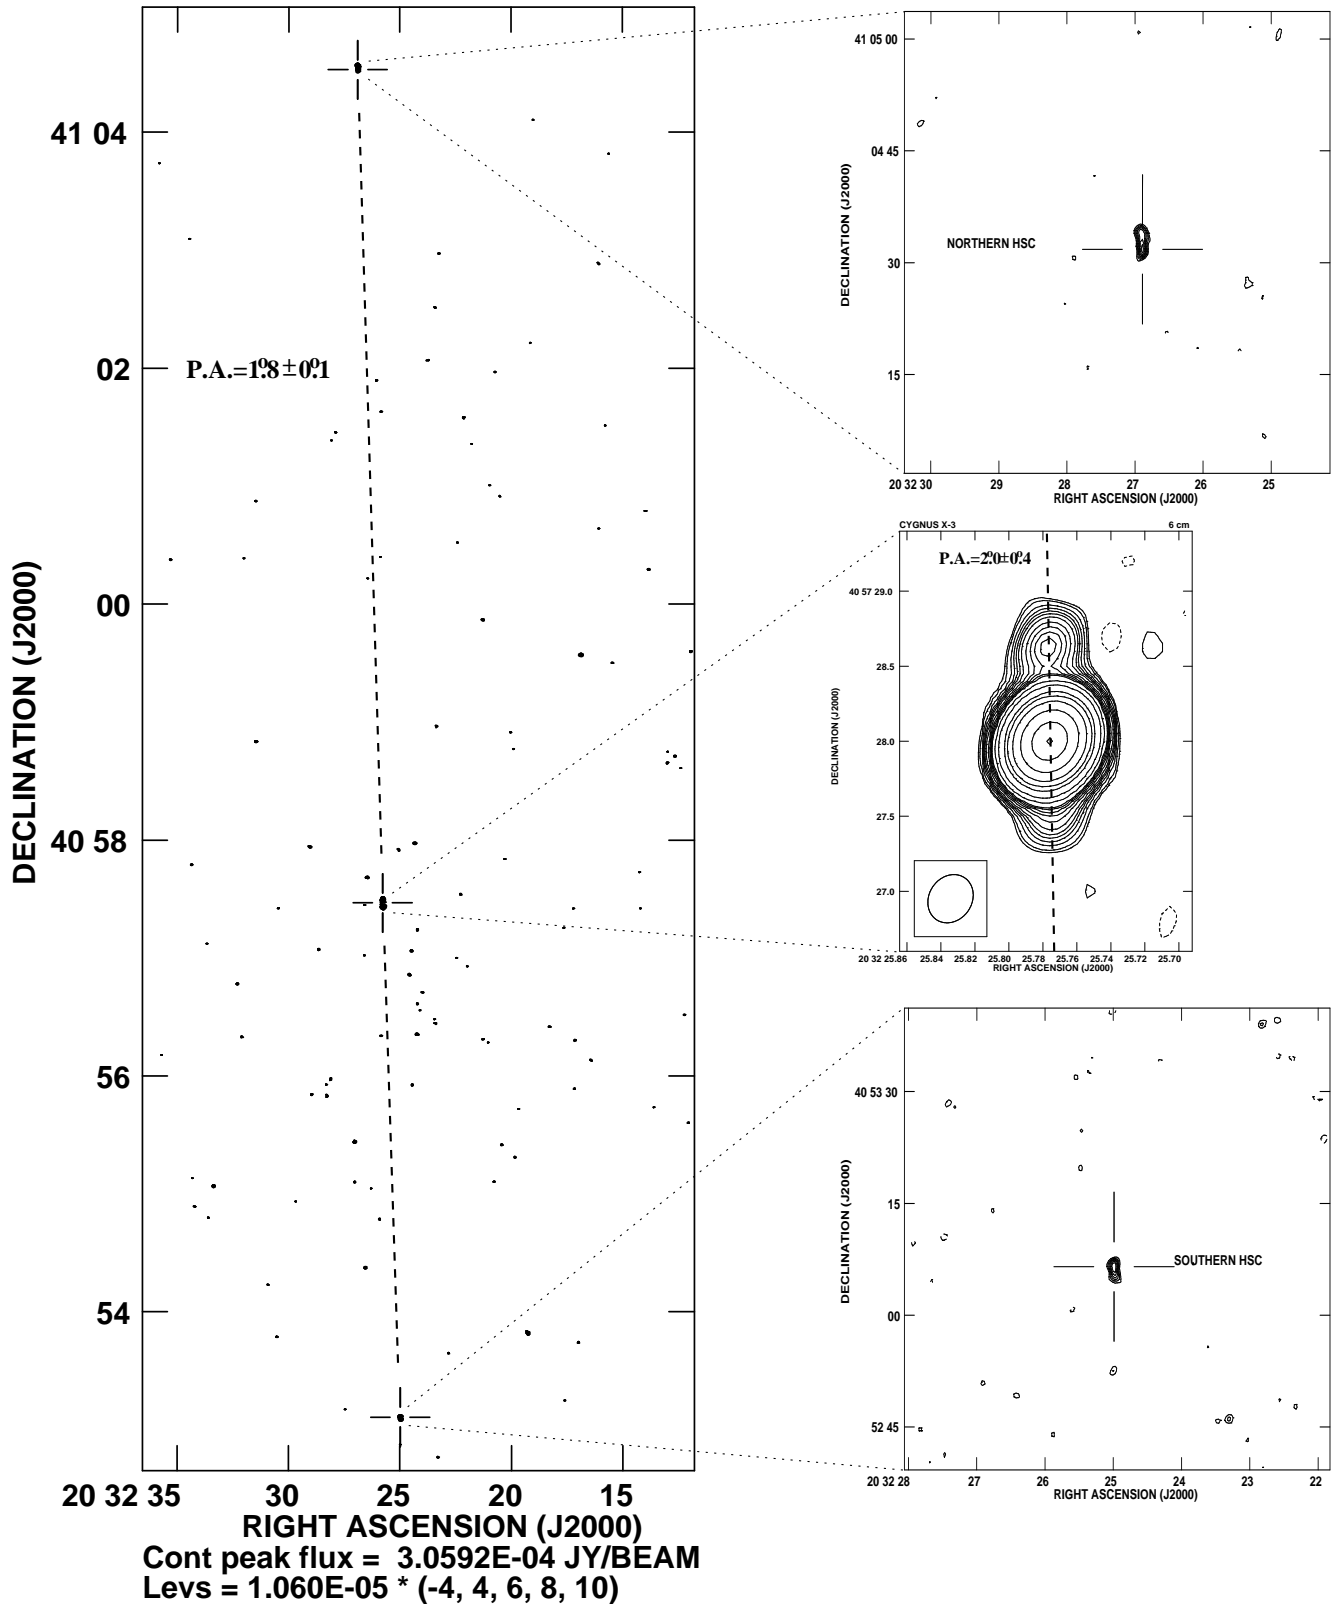 41 04
02
00
40 58
56
54
DECLINATION (J2000)
P.A.=1°.8±0°.1
20 32 35 30 25 20 15
RIGHT ASCENSION (J2000)
Cont peak flux = 3.0592E-04 JY/BEAM
Levs = 1.060E-05 * (-4, 4, 6, 8, 10)
41 05 00
04 45
30
15
DECLINATION (J2000)
NORTHERN HSC
20 32 30 29 28 27 26 25
RIGHT ASCENSION (J2000)
CYGNUS X-3 6 cm
P.A.=2°.0±0°.4
40 57 29.0
28.5
28.0
27.5
27.0
DECLINATION (J2000)
20 32 25.86 25.84 25.82 25.80 25.78 25.76 25.74 25.72 25.70
RIGHT ASCENSION (J2000)
40 53 30
15
00
52 45
DECLINATION (J2000)
SOUTHERN HSC
20 32 28 27 26 25 24 23 22
RIGHT ASCENSION (J2000)